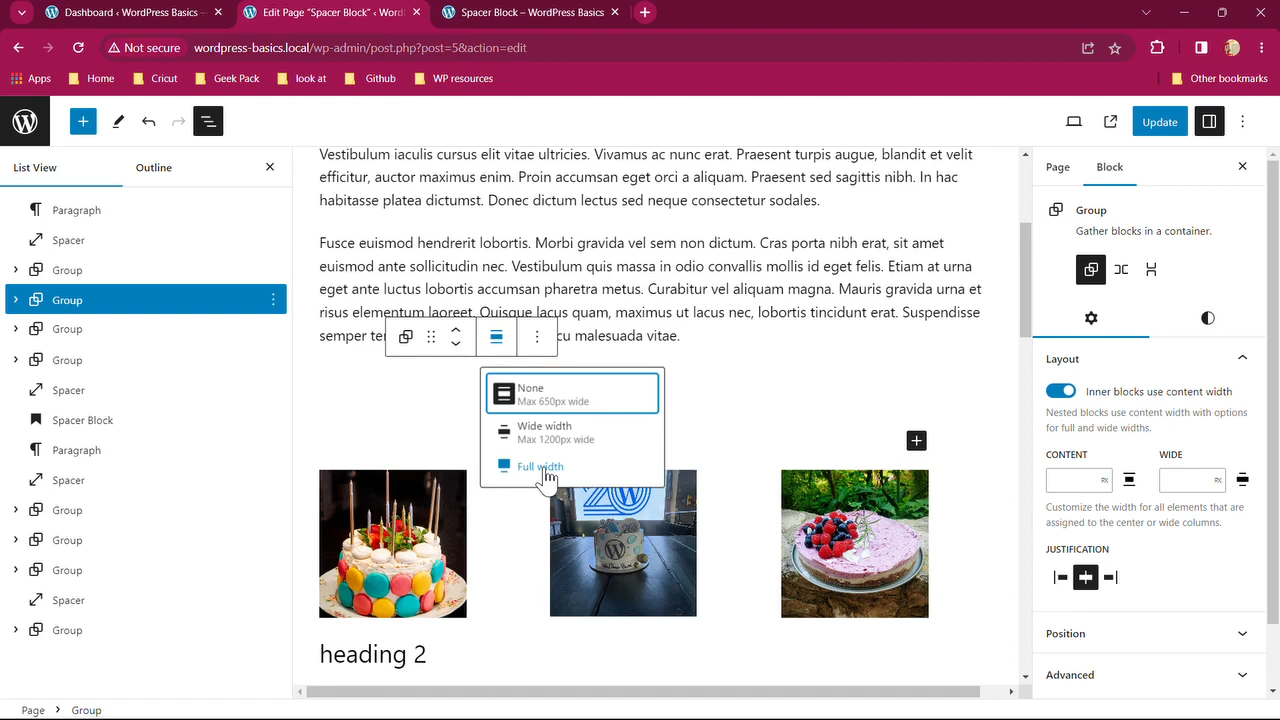 Dashboard ‹ WordPress Basics –
Edit Page “Spacer Block” ‹ Word
Spacer Block – WordPress Basics
Not secure
wordpress-basics.local/wp-admin/post.php?post=5&action=edit
Apps
Home
Cricut
Geek Pack
look at
Github
WP resources
Other bookmarks
Update
List View
Outline
Paragraph
Spacer
Group
Group
Group
Group
Spacer
Spacer Block
Paragraph
Spacer
Group
Group
Group
Spacer
Group
Vestibulum iaculis cursus elit vitae ultricies. Vivamus ac nunc erat. Praesent turpis augue, blandit et velit
efficitur, auctor maximus enim. Proin accumsan eget orci a aliquam. Praesent sed sagittis nibh. In hac
habitasse platea dictumst. Donec dictum lectus sed neque consectetur sodales.
Fusce euismod hendrerit lobortis. Morbi gravida vel sem non dictum. Cras porta nibh erat, sit amet
euismod ante sollicitudin nec. Vestibulum quis massa in odio convallis mollis id eget felis. Etiam at urna
eget ante luctus lobortis accumsan pharetra metus. Curabitur vel aliquam magna. Mauris gravida urna et
risus elementum laoreet. Quisque lacus quam, maximus ut lacus nec, lobortis tincidunt erat. Suspendisse
semper te
cu malesuada vitae.
None
Max 650px wide
Wide width
Max 1200px wide
Full width
20
heading 2
Page
Block
Group
Gather blocks in a container.
Layout
Inner blocks use content width
Nested blocks use content width with options
for full and wide widths.
CONTENT
WIDE
PX
PX
Customize the width for all elements that are
assigned to the center or wide columns.
JUSTIFICATION
Position
Advanced
Page
Group